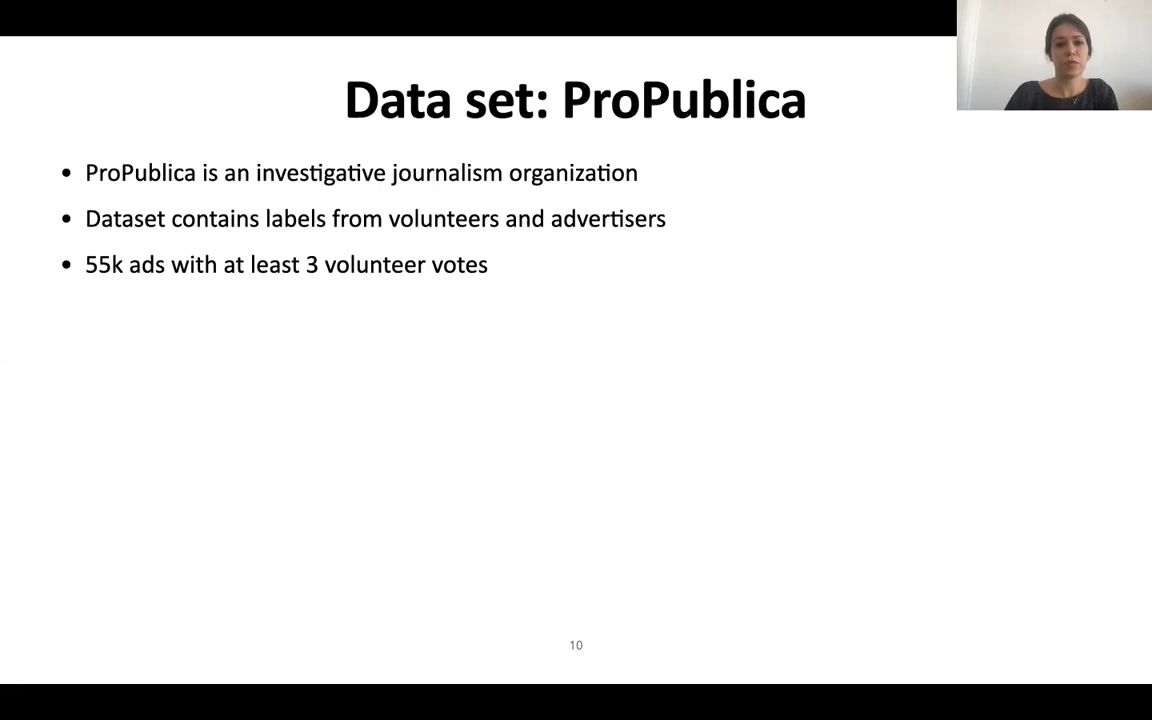 Data set: ProPublica
• ProPublica is an investigative journalism organization
• Dataset contains labels from volunteers and advertisers
• 55k ads with at least 3 volunteer votes
10